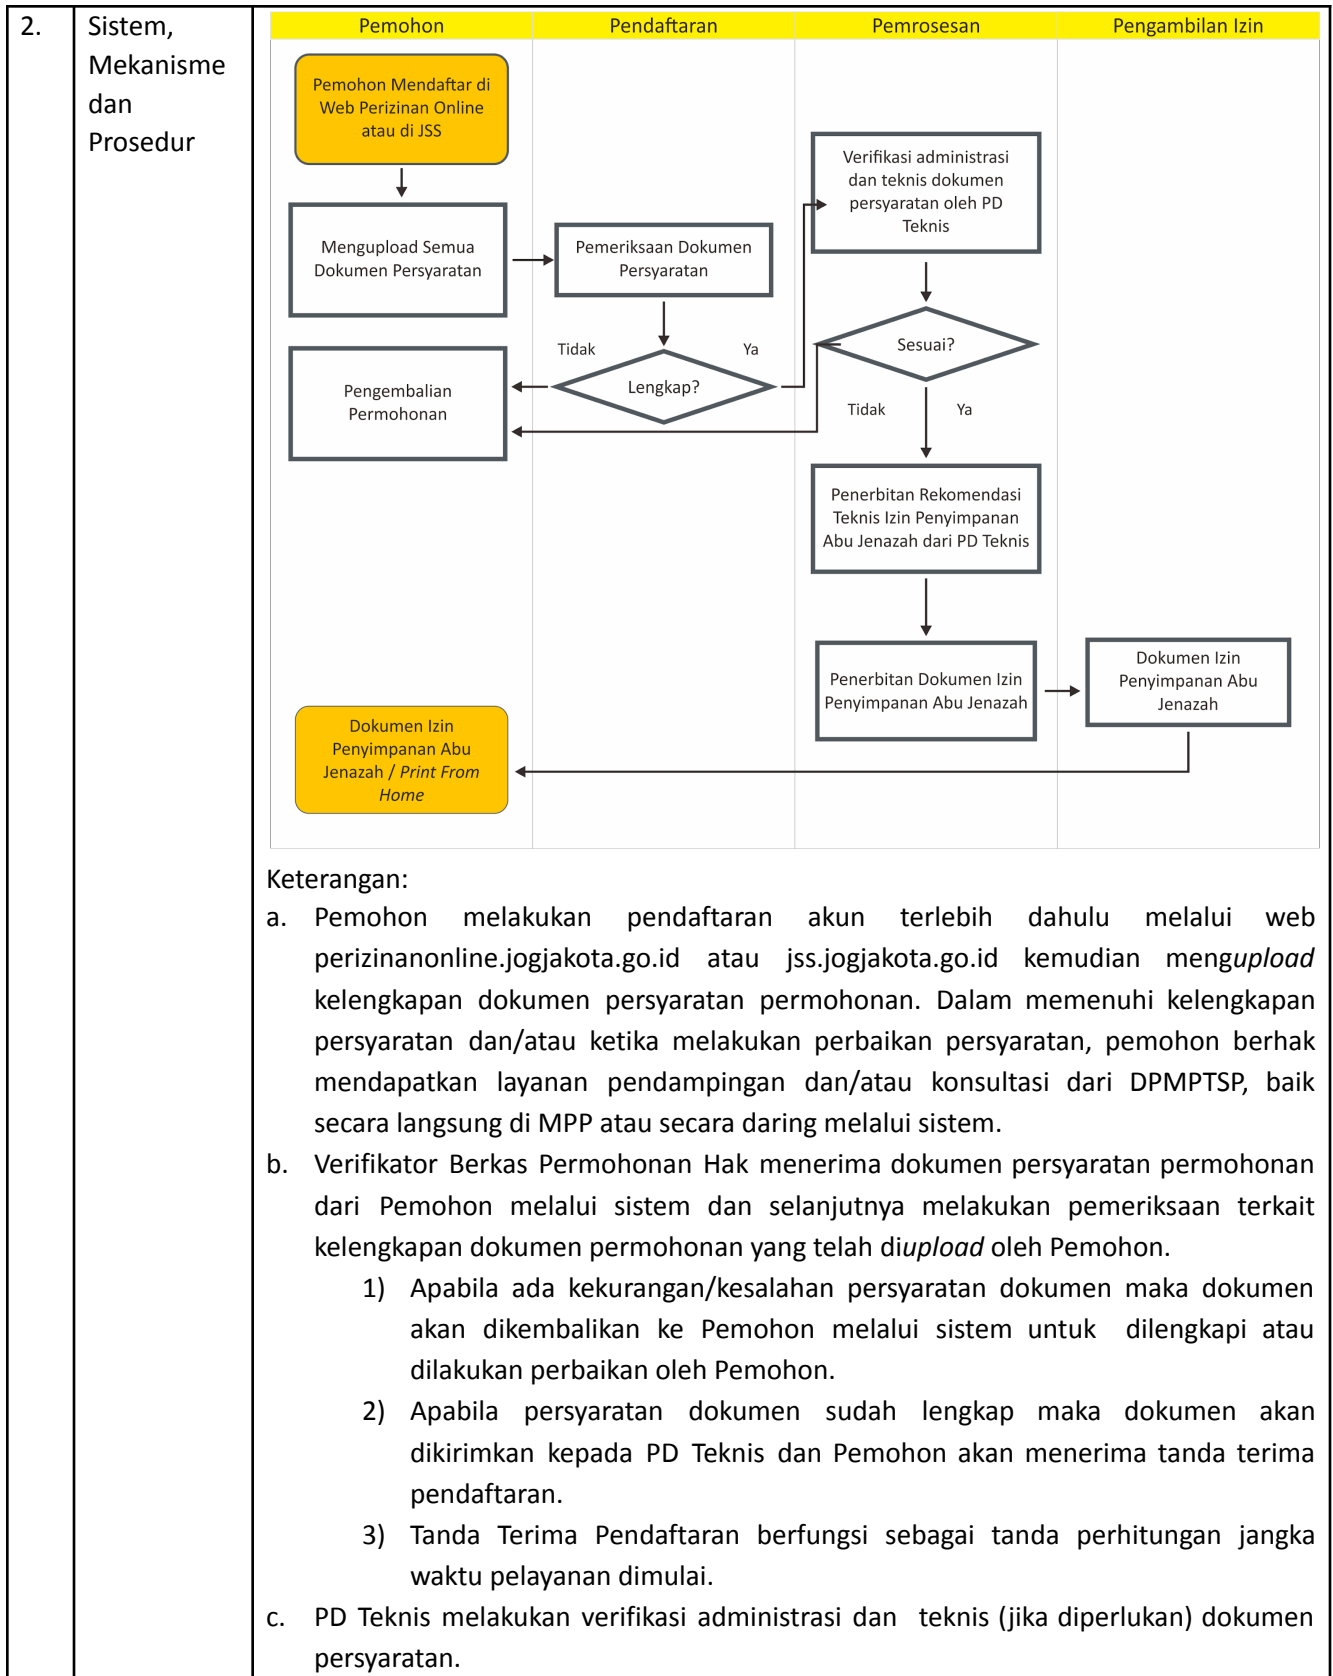 2.
Sistem,
Mekanisme
dan
Prosedur
Pemohon
Pendaftaran
Pemrosesan
Pengambilan Izin
Pemohon Mendaftar di
Web Perizinan Online
atau di JSS
Mengupload Semua
Dokumen Persyaratan
Pemeriksaan Dokumen
Persyaratan
Verifikasi administrasi
dan teknis dokumen
persyaratan oleh PD
Teknis
Tidak
Ya
Lengkap?
Sesuai?
Pengembalian
Permohonan
Tidak
Ya
Penerbitan Rekomendasi
Teknis Izin Penyimpanan
Abu Jenazah dari PD Teknis
Penerbitan Dokumen Izin
Penyimpanan Abu Jenazah
Dokumen Izin
Penyimpanan Abu
Jenazah
Dokumen Izin
Penyimpanan Abu
Jenazah / Print From
Home
Keterangan:
a. Pemohon melakukan pendaftaran akun terlebih dahulu melalui web
perizinanonline.jogjakota.go.id atau jss.jogjakota.go.id kemudian mengupload
kelengkapan dokumen persyaratan permohonan. Dalam memenuhi kelengkapan
persyaratan dan/atau ketika melakukan perbaikan persyaratan, pemohon berhak
mendapatkan layanan pendampingan dan/atau konsultasi dari DPMPTSP, baik
secara langsung di MPP atau secara daring melalui sistem.
b. Verifikator Berkas Permohonan Hak menerima dokumen persyaratan permohonan
dari Pemohon melalui sistem dan selanjutnya melakukan pemeriksaan terkait
kelengkapan dokumen permohonan yang telah diupload oleh Pemohon.
1) Apabila ada kekurangan/kesalahan persyaratan dokumen maka dokumen
akan dikembalikan ke Pemohon melalui sistem untuk dilengkapi atau
dilakukan perbaikan oleh Pemohon.
2) Apabila persyaratan dokumen sudah lengkap maka dokumen akan
dikirimkan kepada PD Teknis dan Pemohon akan menerima tanda terima
pendaftaran.
3) Tanda Terima Pendaftaran berfungsi sebagai tanda perhitungan jangka
waktu pelayanan dimulai.
c. PD Teknis melakukan verifikasi administrasi dan teknis (jika diperlukan) dokumen
persyaratan.